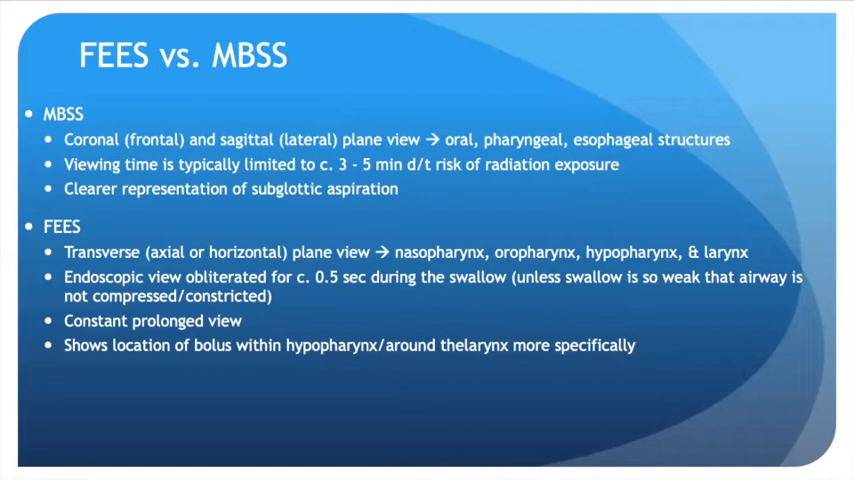 FEES vs. MBSS
• MBSS
• Coronal (frontal) and sagittal (lateral) plane view → oral, pharyngeal, esophageal structures
• Viewing time is typically limited to c. 3 - 5 min d/t risk of radiation exposure
• Clearer representation of subglottic aspiration
• FEES
• Transverse (axial or horizontal) plane view → nasopharynx, oropharynx, hypopharynx, & larynx
• Endoscopic view obliterated for c. 0.5 sec during the swallow (unless swallow is so weak that airway is
not compressed/constricted)
• Constant prolonged view
• Shows location of bolus within hypopharynx/around thelarynx more specifically